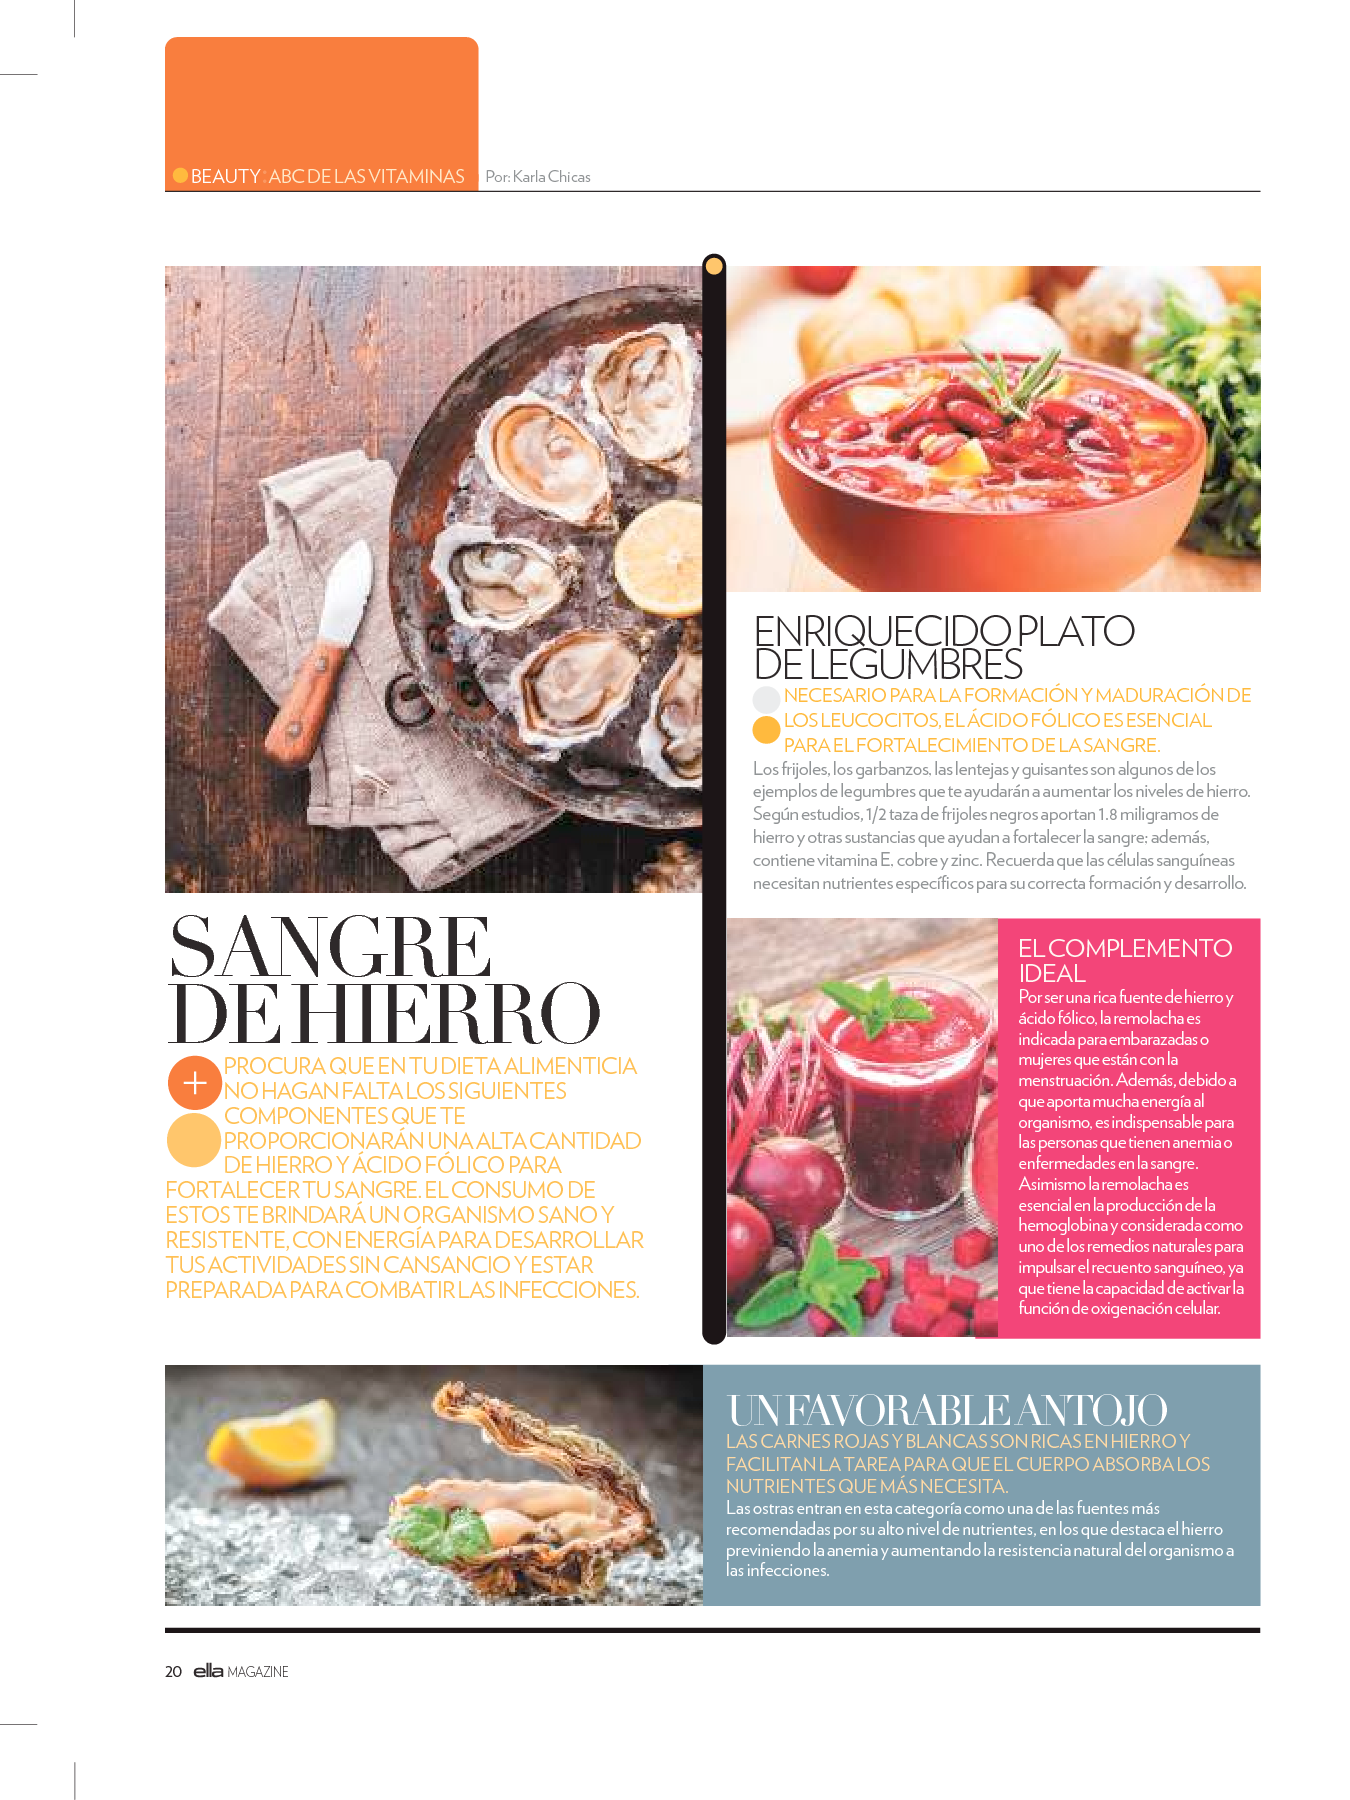 BEAUTY: ABC DE LAS VITAMINAS Por: Karla Chicas
SANGRE
DE HIERRO
PROCURA QUE EN TU DIETA ALIMENTICIA
NO HAGAN FALTA LOS SIGUIENTES
COMPONENTES QUE TE
PROPORCIONARÁN UNA ALTA CANTIDAD
DE HIERRO Y ÁCIDO FÓLICO PARA
FORTALECER TU SANGRE. EL CONSUMO DE
ESTOS TE BRINDARÁ UN ORGANISMO SANO Y
RESISTENTE, CON ENERGÍA PARA DESARROLLAR
TUS ACTIVIDADES SIN CANSANCIO Y ESTAR
PREPARADA PARA COMBATIR LAS INFECCIONES.
ENRIQUECIDO PLATO
DE LEGUMBRES
NECESARIO PARA LA FORMACIÓN Y MADURACIÓN DE
LOS LEUCOCITOS, EL ÁCIDO FÓLICO ES ESENCIAL
PARA EL FORTALECIMIENTO DE LA SANGRE.
Los frijoles, los garbanzos, las lentejas y guisantes son algunos de los
ejemplos de legumbres que te ayudarán a aumentar los niveles de hierro.
Según estudios, 1/2 taza de frijoles negros aportan 1.8 miligramos de
hierro y otras sustancias que ayudan a fortalecer la sangre; además,
contiene vitamina E, cobre y zinc. Recuerda que las células sanguíneas
necesitan nutrientes específicos para su correcta formación y desarrollo.
EL COMPLEMENTO
IDEAL
Por ser una rica fuente de hierro y
ácido fólico, la remolacha es
indicada para embarazadas o
mujeres que están con la
menstruación. Además, debido a
que aporta mucha energía al
organismo, es indispensable para
las personas que tienen anemia o
enfermedades en la sangre.
Asimismo la remolacha es
esencial en la producción de la
hemoglobina y considerada como
uno de los remedios naturales para
impulsar el recuento sanguíneo, ya
que tiene la capacidad de activar la
función de oxigenación celular.
UN FAVORABLE ANTOJO
LAS CARNES ROJAS Y BLANCAS SON RICAS EN HIERRO Y
FACILITAN LA TAREA PARA QUE EL CUERPO ABSORBA LOS
NUTRIENTES QUE MÁS NECESITA.
Las ostras entran en esta categoría como una de las fuentes más
recomendadas por su alto nivel de nutrientes, en los que destaca el hierro
previniendo la anemia y aumentando la resistencia natural del organismo a
las infecciones.
20 ella MAGAZINE